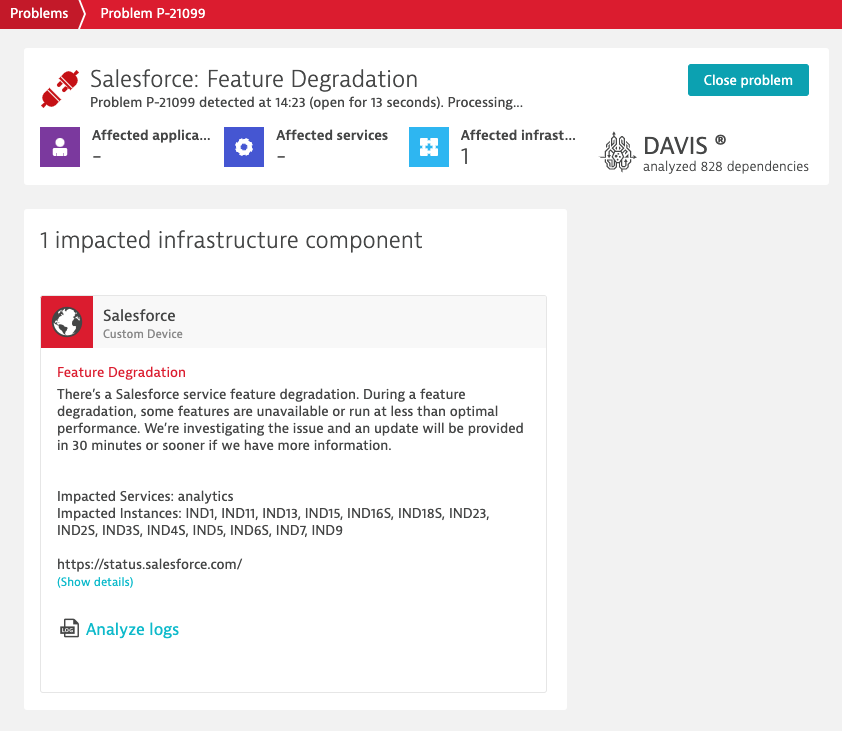 Problems
Problem P-21099
Salesforce: Feature Degradation
Problem P-21099 detected at 14:23 (open for 13 seconds). Processing...
Close problem
Affected applica...
-
Affected services
-
Affected infrast...
1
DAVIS ®
analyzed 828 dependencies
1 impacted infrastructure component
Salesforce
Custom Device
Feature Degradation
There's a Salesforce service feature degradation. During a feature
degradation, some features are unavailable or run at less than optimal
performance. We're investigating the issue and an update will be provided
in 30 minutes or sooner if we have more information.
Impacted Services: analytics
Impacted Instances: IND1, IND11, IND13, IND15, IND16S, IND18S, IND23,
IND2S, IND3S, IND4S, IND5, IND6S, IND7, IND9
https://status.salesforce.com/
(Show details)
LOG
Analyze logs